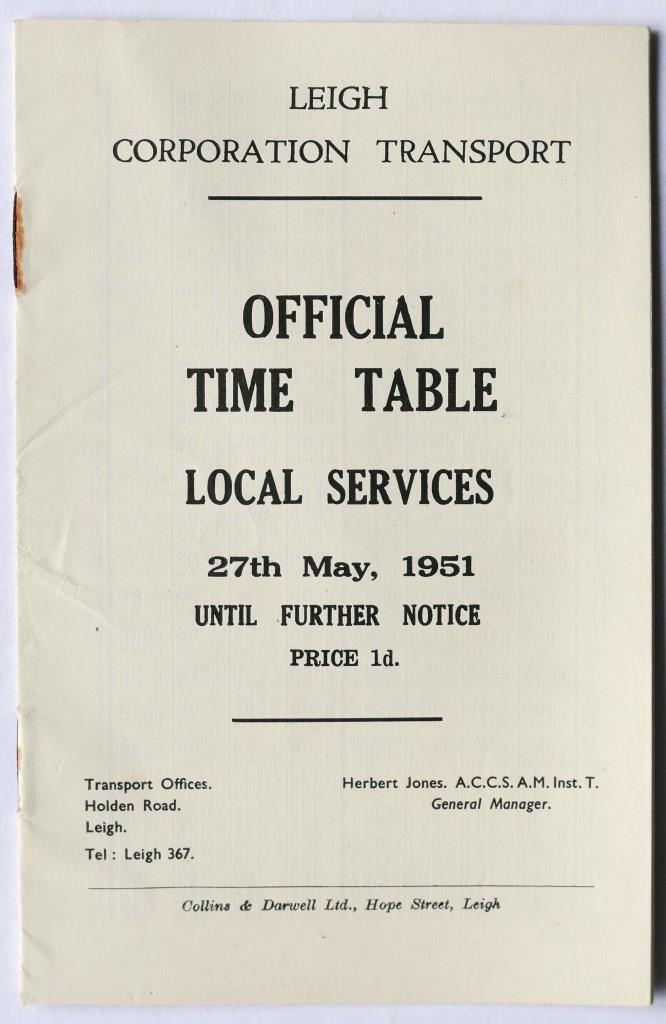 LEIGH
CORPORATION TRANSPORT
OFFICIAL
TIME TABLE
LOCAL SERVICES
27th May, 1951
UNTIL FURTHER NOTICE
PRICE 1d.
Transport Offices.
Holden Road.
Leigh.
Tel : Leigh 367.
Herbert Jones. A.C.C.S. A.M. Inst. T.
General Manager.
Collins & Darwell Ltd., Hope Street, Leigh